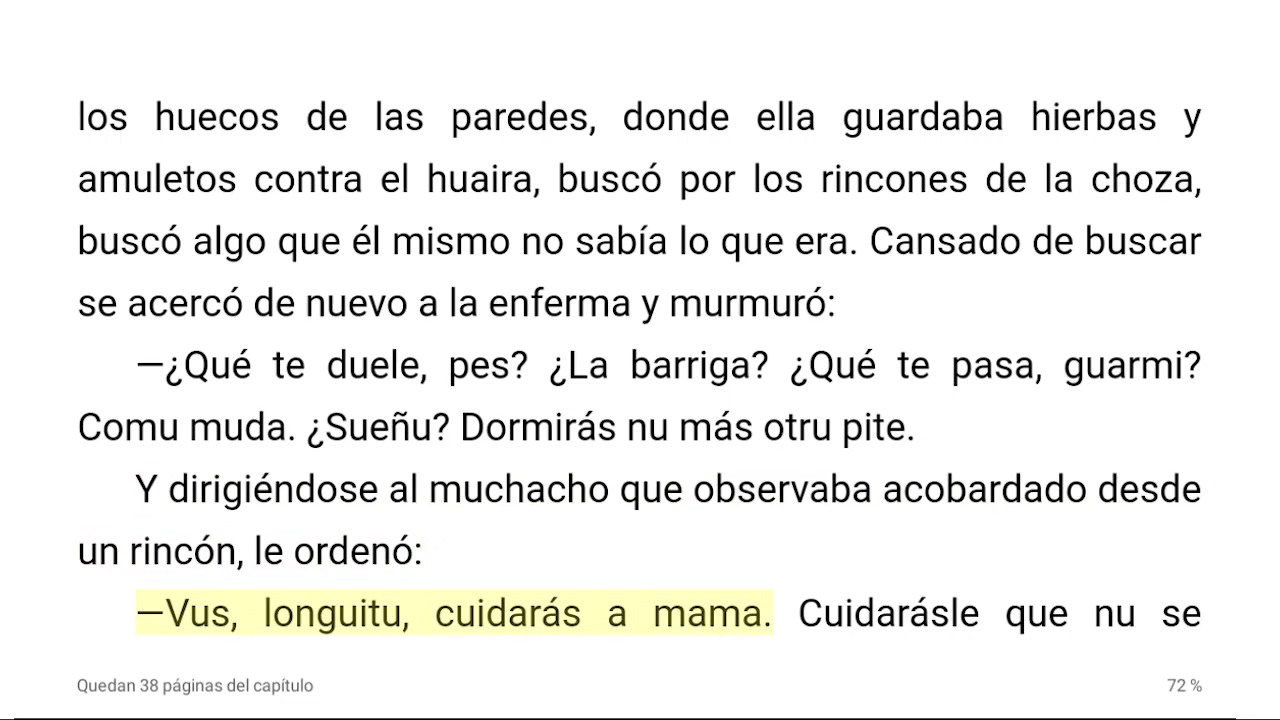 los huecos de las paredes, donde ella guardaba hierbas y
amuletos contra el huaira, buscó por los rincones de la choza,
buscó algo que él mismo no sabía lo que era. Cansado de buscar
se acercó de nuevo a la enferma y murmuró:
—¿Qué te duele, pes? ¿La barriga? ¿Qué te pasa, guarmi?
Comu muda. ¿Sueñu? Dormirás nu más otru pite.
Y dirigiéndose al muchacho que observaba acobardado desde
un rincón, le ordenó:
—Vus, longuitu, cuidarás a mama. Cuidarásle que nu se
Quedan 38 páginas del capítulo
72 %